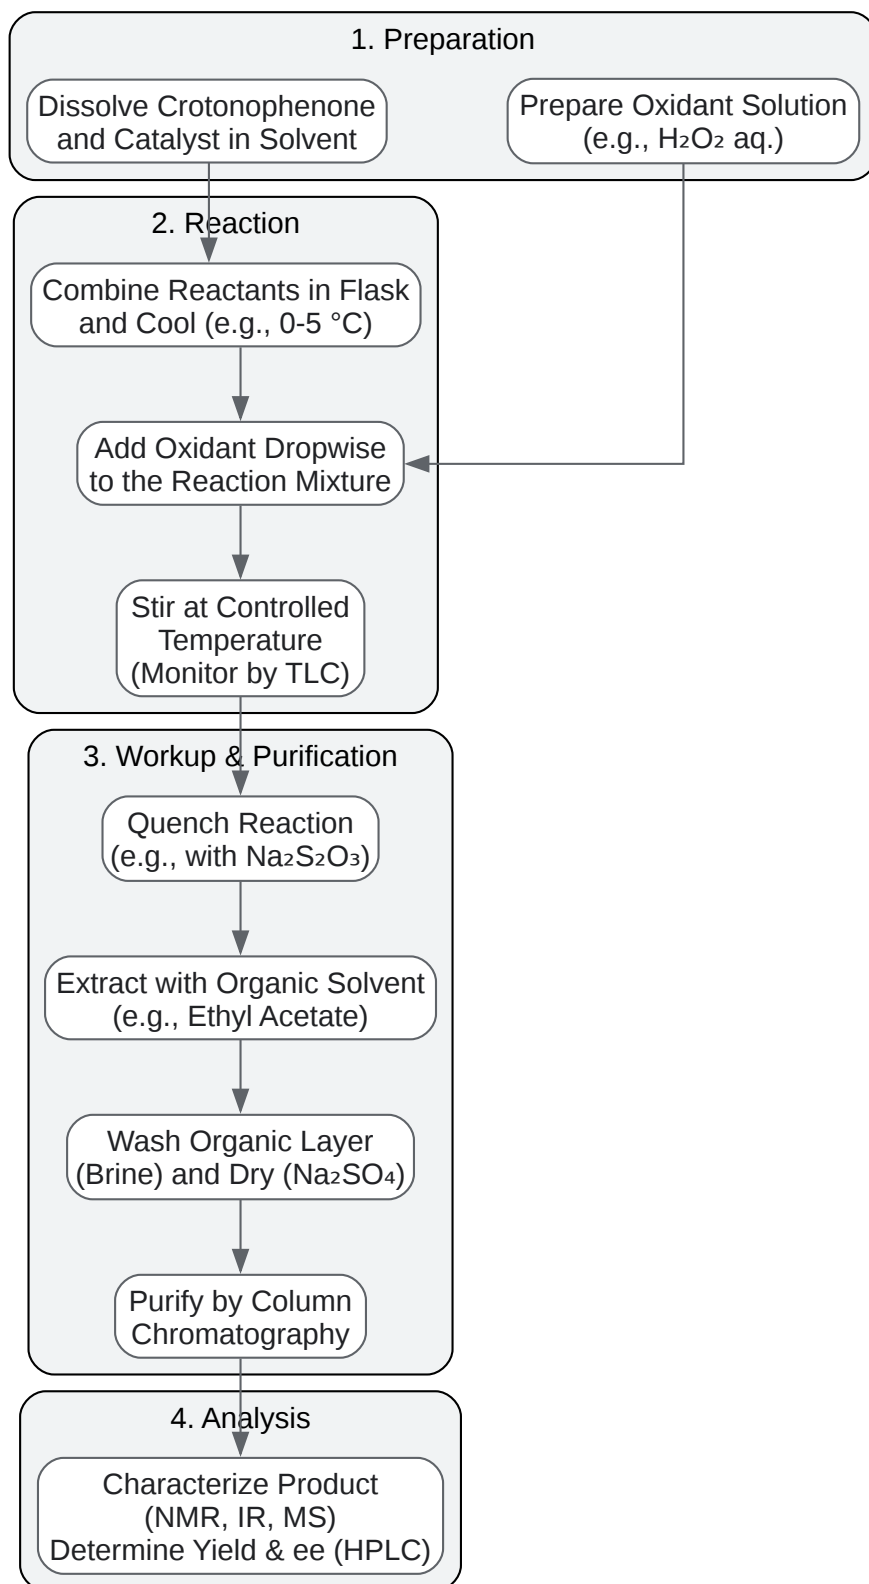 1. Preparation
Dissolve Crotonophenone
and Catalyst in Solvent
Prepare Oxidant Solution
(e.g., H₂O₂ aq.)
2. Reaction
Combine Reactants in Flask
and Cool (e.g., 0-5 °C)
Add Oxidant Dropwise
to the Reaction Mixture
Stir at Controlled
Temperature
(Monitor by TLC)
3. Workup & Purification
Quench Reaction
(e.g., with Na₂S₂O₃)
Extract with Organic Solvent
(e.g., Ethyl Acetate)
Wash Organic Layer
(Brine) and Dry (Na₂SO₄)
Purify by Column
Chromatography
4. Analysis
Characterize Product
(NMR, IR, MS)
Determine Yield & ee (HPLC)